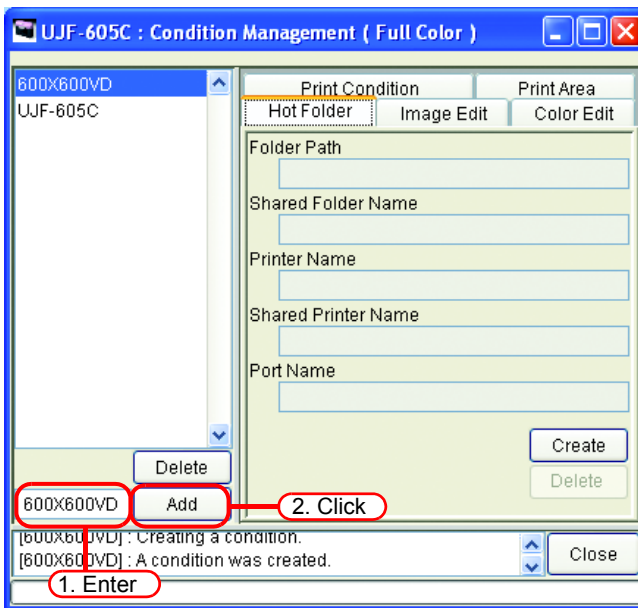 UJF-605C : Condition Management ( Full Color )
600X600VD
UJF-605C
Print Condition
Print Area
Hot Folder
Image Edit
Color Edit
Folder Path
Shared Folder Name
Printer Name
Shared Printer Name
Port Name
Create
Delete
Delete
600X600VD
Add
2. Click
[600X600VD] : Creating a condition.
[600X600VD] : A condition was created.
Close
1. Enter